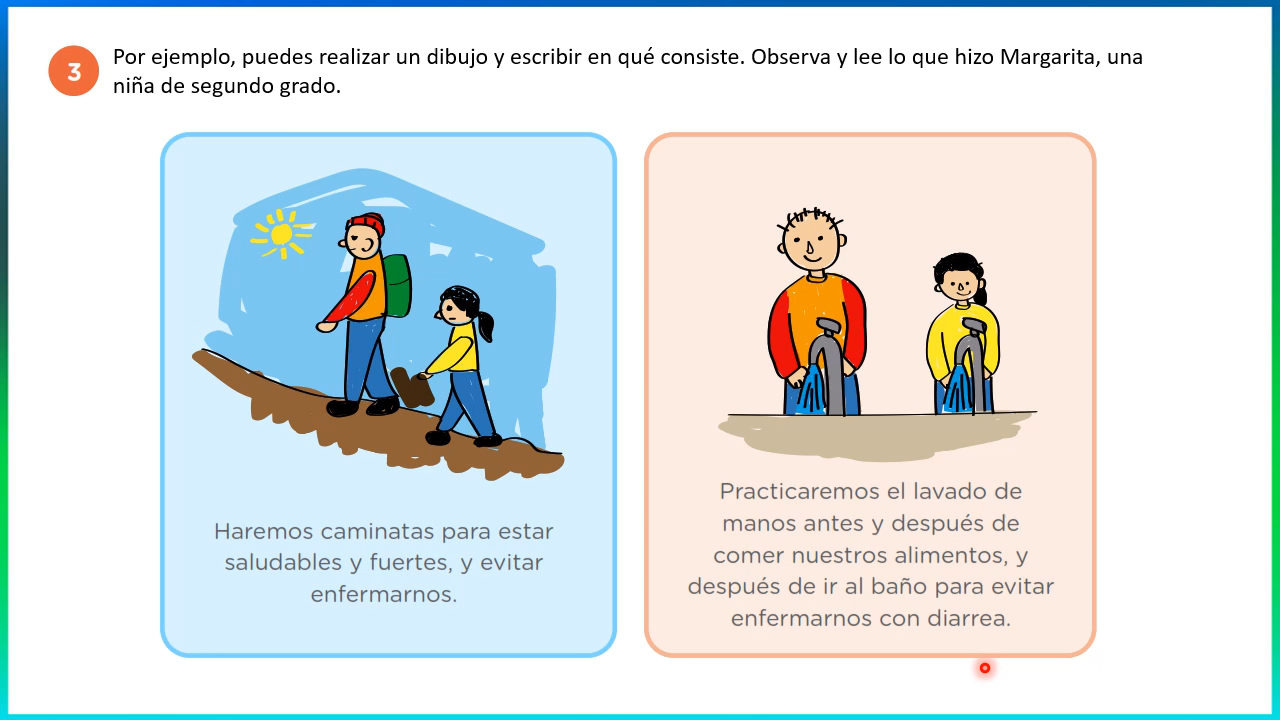 3
Por ejemplo, puedes realizar un dibujo y escribir en qué consiste. Observa y lee lo que hizo Margarita, una
niña de segundo grado.
Haremos caminatas para estar
saludables y fuertes, y evitar
enfermarnos.
Practicaremos el lavado de
manos antes y después de
comer nuestros alimentos, y
después de ir al baño para evitar
enfermarnos con diarrea.